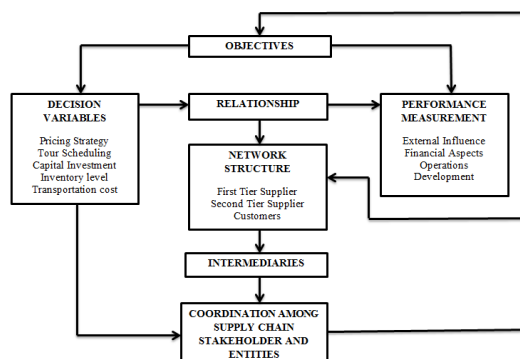 OBJECTIVES
DECISION
VARIABLES
Pricing Strategy
Tour Scheduling
Capital Investment
Inventory level
Transportation cost
RELATIONSHIP
PERFORMANCE
MEASUREMENT
External Influence
Financial Aspects
Operations
Development
NETWORK
STRUCTURE
First Tier Supplier
Second Tier Supplier
Customers
INTERMEDIARIES
COORDINATION AMONG
SUPPLY CHAIN
STAKEHOLDER AND
ENTITIES